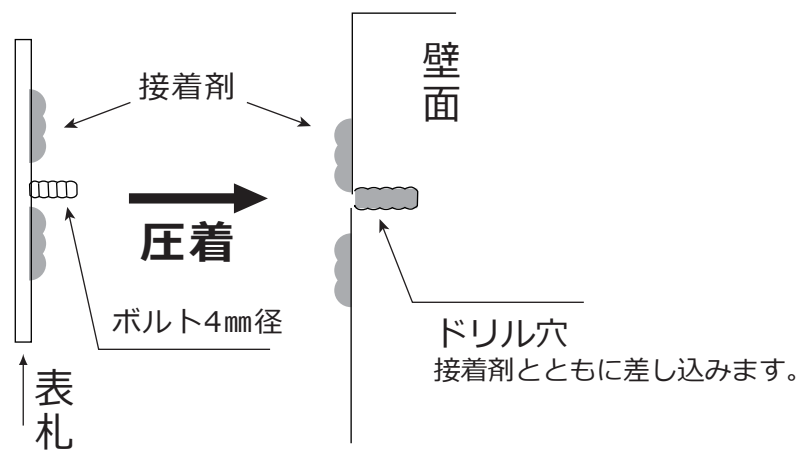 接着剤
壁面
圧着
ボルト4㎜径
ドリル穴
接着剤とともに差し込みます。
表札